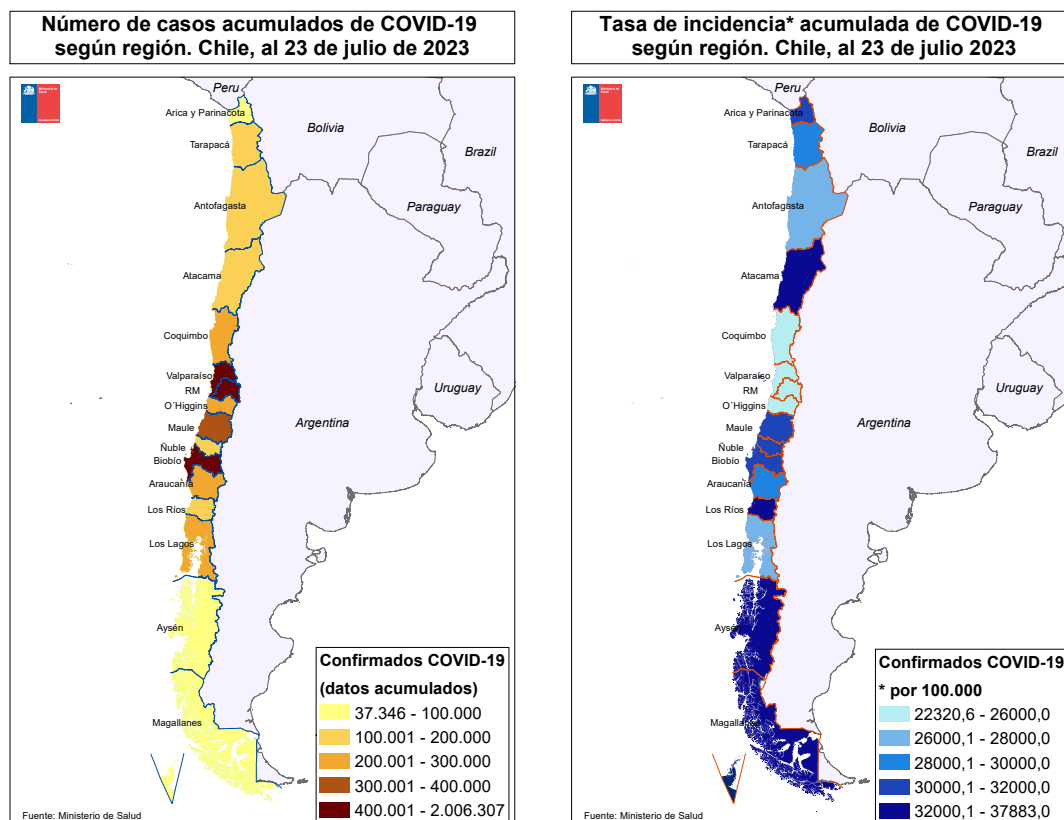 Número de casos acumulados de COVID-19
según región. Chile, al 23 de julio de 2023
Peru
Arica y Parinacota
Bolivia
Tarapacá
Brazil
Antofagasta
Paraguay
Atacama
Coquimbo
Valparaíso
RM
Uruguay
O´Higgins
Argentina
Maule
Ñuble
Biobío
Araucanía
Los Ríos
Los Lagos
Aysén
Magallanes
Confirmados COVID-19
(datos acumulados)
37.346 - 100.000
100.001 - 200.000
200.001 - 300.000
300.001 - 400.000
400.001 - 2.006.307
Fuente: Ministerio de Salud
Tasa de incidencia* acumulada de COVID-19
según región. Chile, al 23 de julio 2023
Peru
Arica y Parinacota
Bolivia
Tarapacá
Brazil
Antofagasta
Paraguay
Atacama
Coquimbo
Valparaíso
RM
Uruguay
O´Higgins
Argentina
Maule
Ñuble
Biobío
Araucanía
Los Ríos
Los Lagos
Aysén
Magallanes
Confirmados COVID-19
* por 100.000
22320,6 - 26000,0
26000,1 - 28000,0
28000,1 - 30000,0
30000,1 - 32000,0
32000,1 - 37883,0
Fuente: Ministerio de Salud